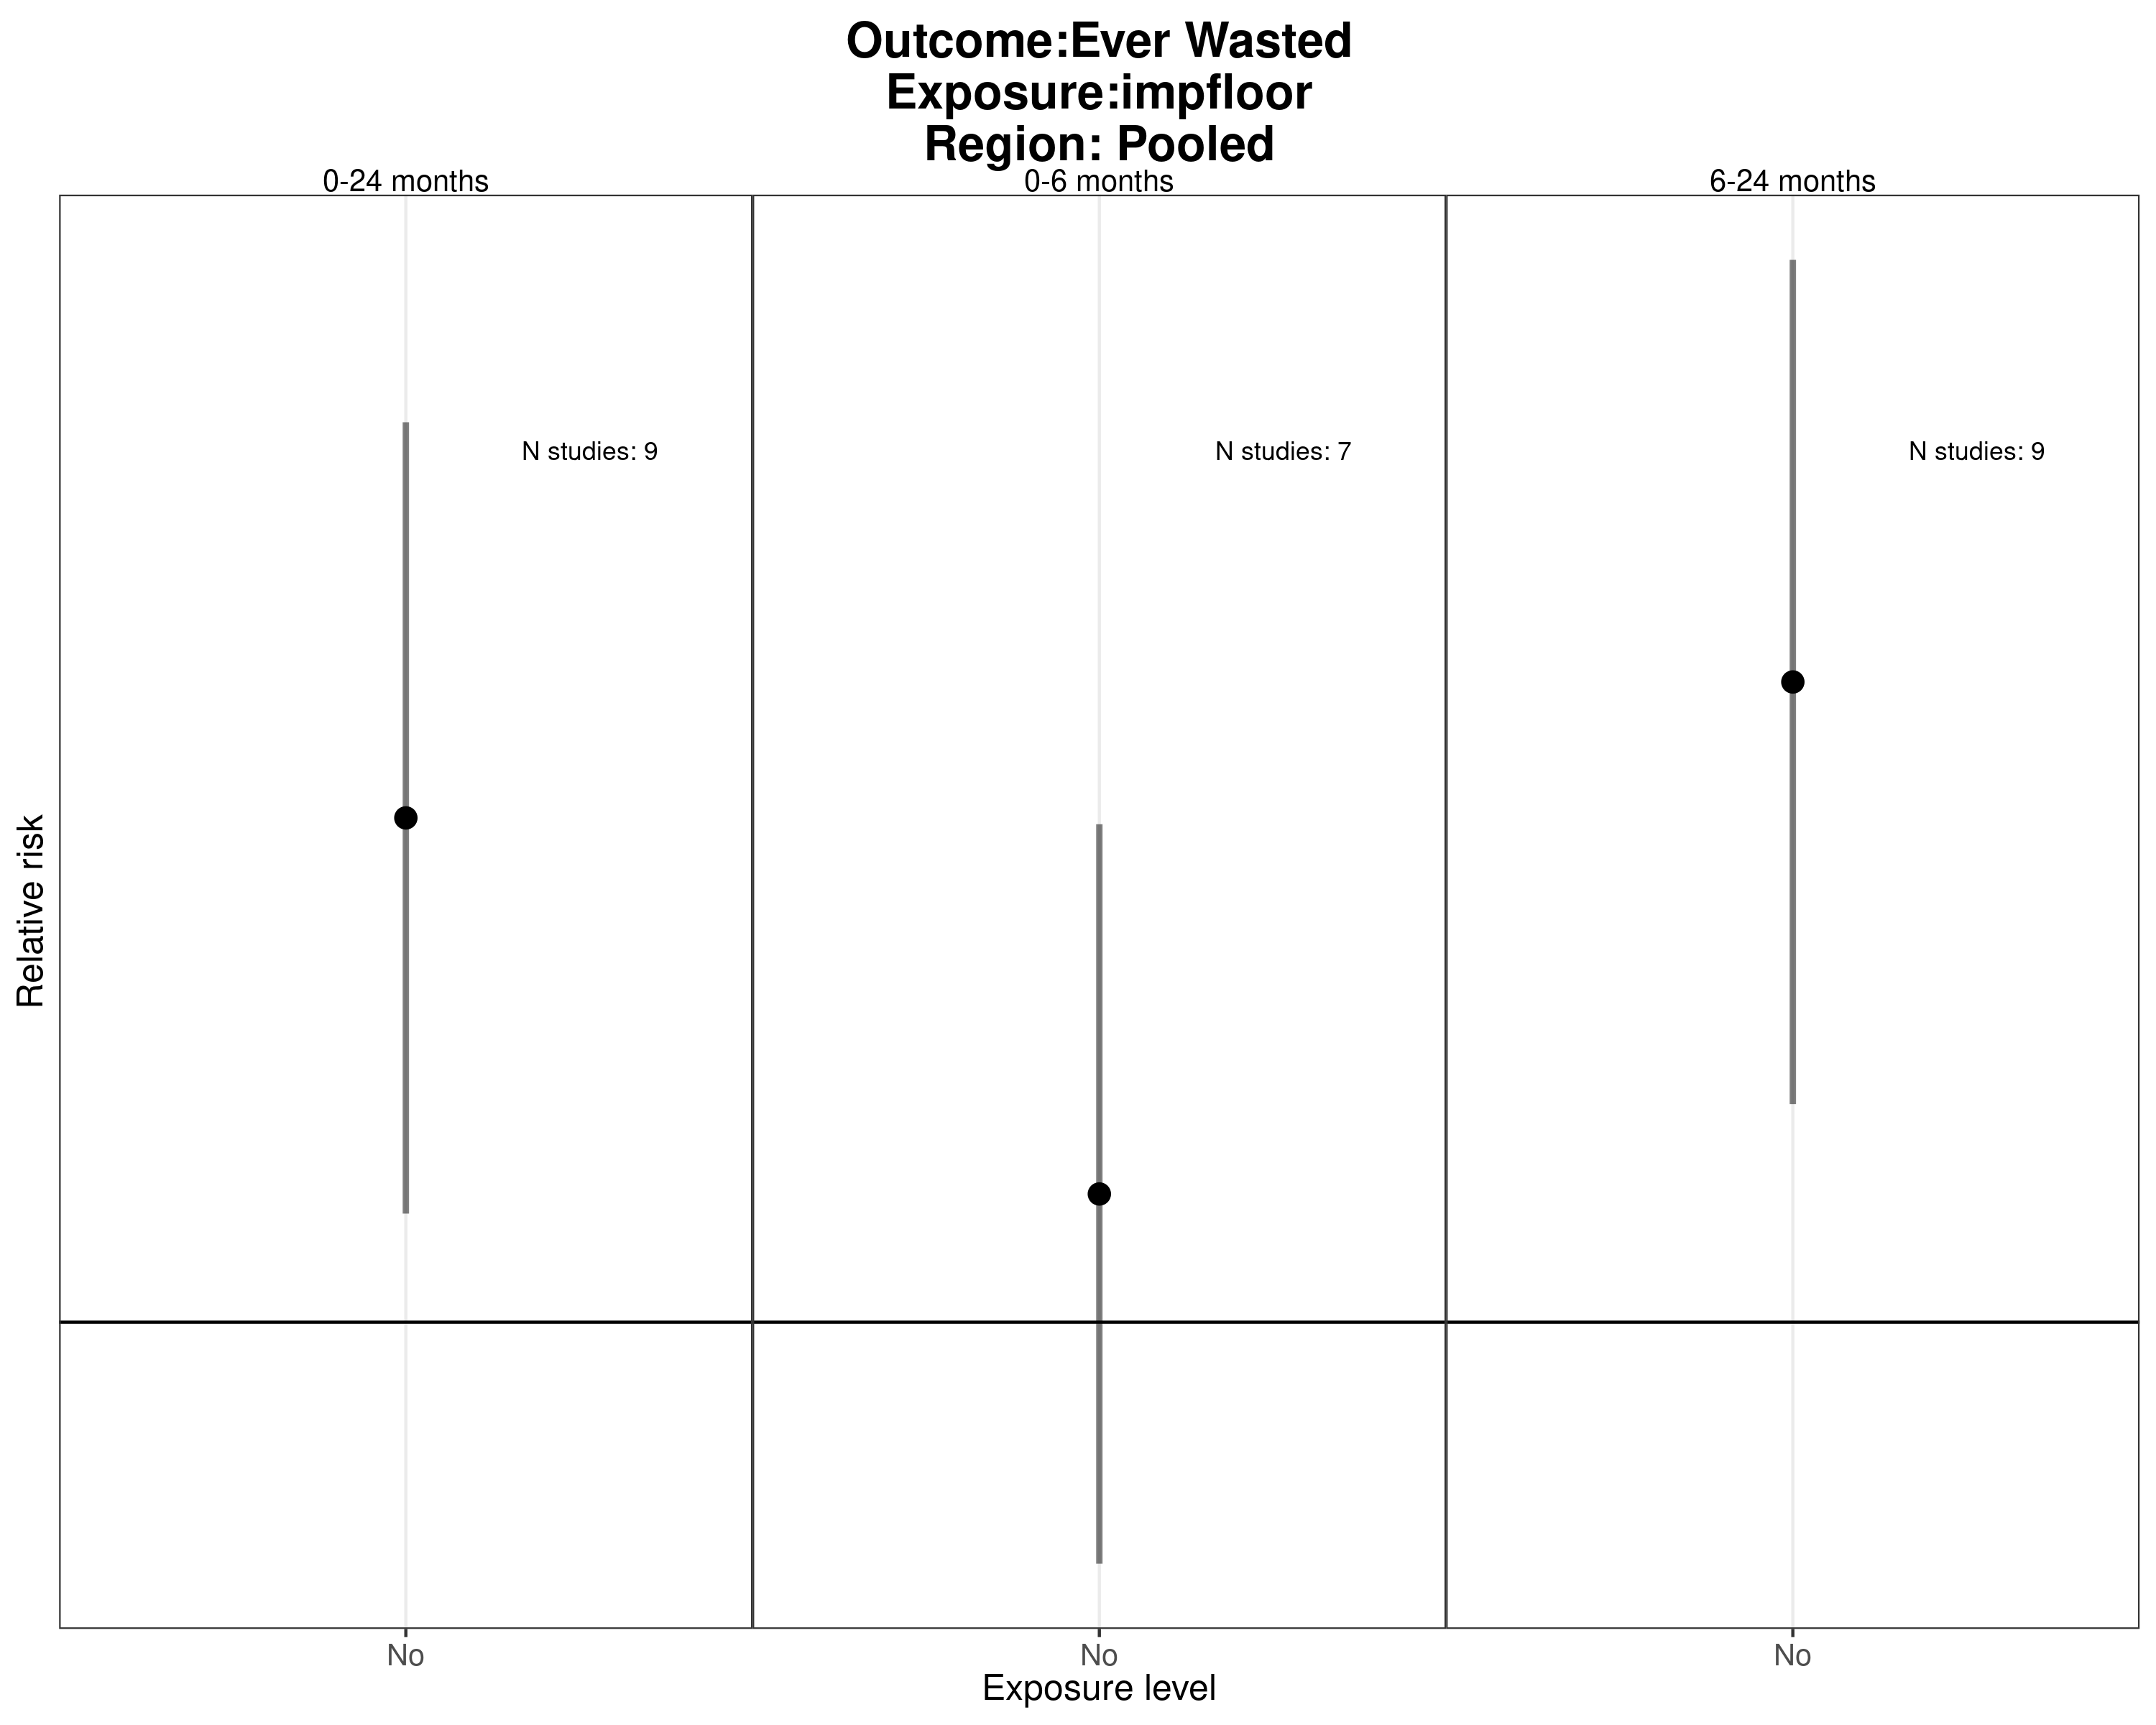 Outcome:Ever Wasted
Exposure:impfloor
Region: Pooled
0-24 months
0-6 months
6-24 months
N studies: 9
N studies: 7
N studies: 9
Relative risk
No
No
No
Exposure level